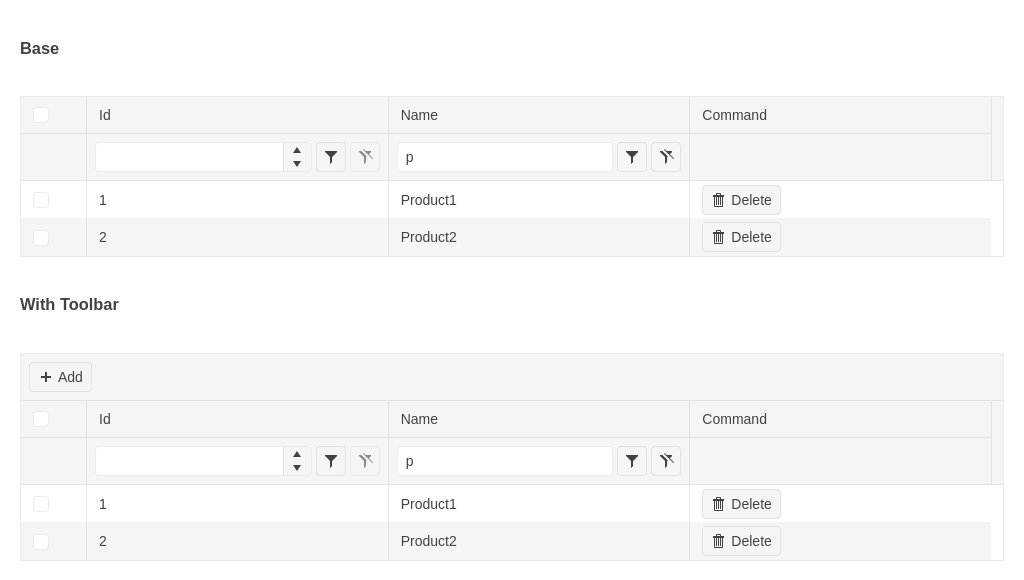 Base
Id Name Command
p
1 Product1 Delete
2 Product2 Delete
With Toolbar
Add
Id Name Command
p
1 Product1 Delete
2 Product2 Delete